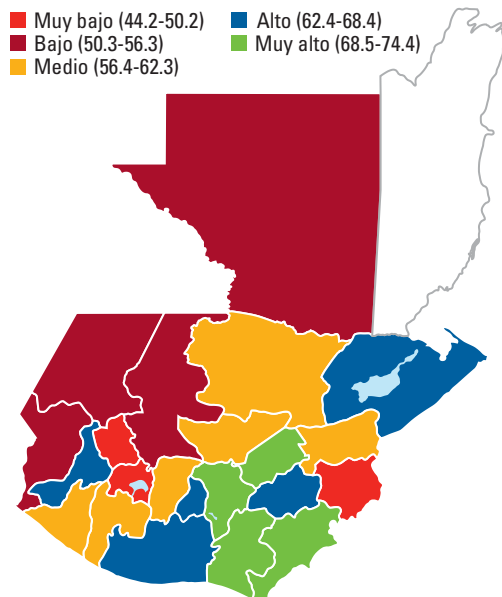 Muy bajo (44.2-50.2)
Bajo (50.3-56.3)
Medio (56.4-62.3)
Alto (62.4-68.4)
Muy alto (68.5-74.4)